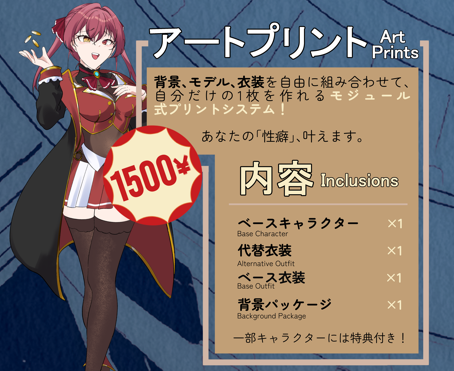 アートプリント
Art
Prints
背景、モデル、衣装を自由に組み合わせて、
自分だけの1枚を作れるモジュール
式プリントシステム！
あなたの「性癖」、叶えます。
1500¥
内容 Inclusions
ベースキャラクター ×1
Base Character
代替衣装 ×1
Alternative Outfit
ベース衣装 ×1
Base Outfit
背景パッケージ ×1
Background Package
一部キャラクターには特典付き！